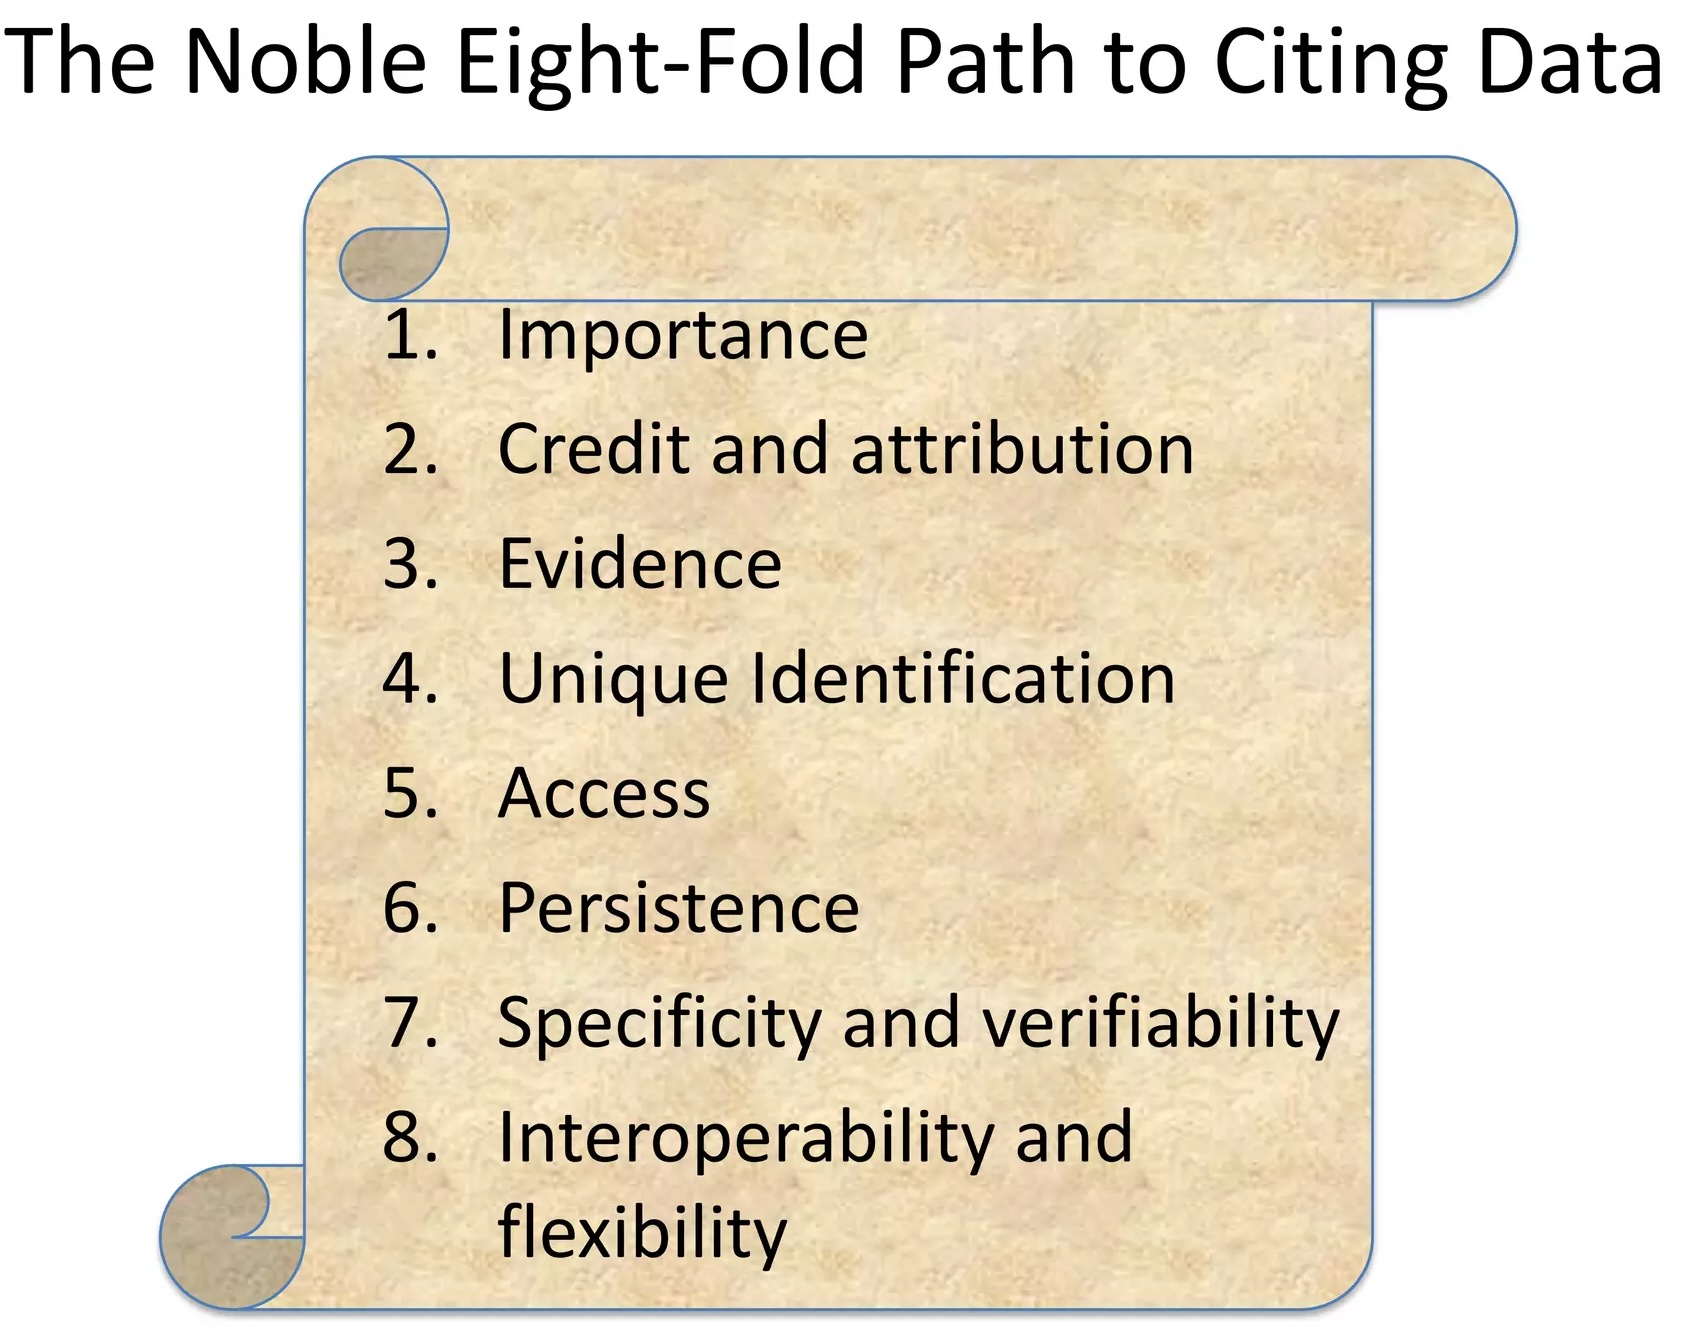 The Noble Eight-Fold Path to Citing Data
1. Importance
2. Credit and attribution
3. Evidence
4. Unique Identification
5. Access
6. Persistence
7. Specificity and verifiability
8. Interoperability and
flexibility